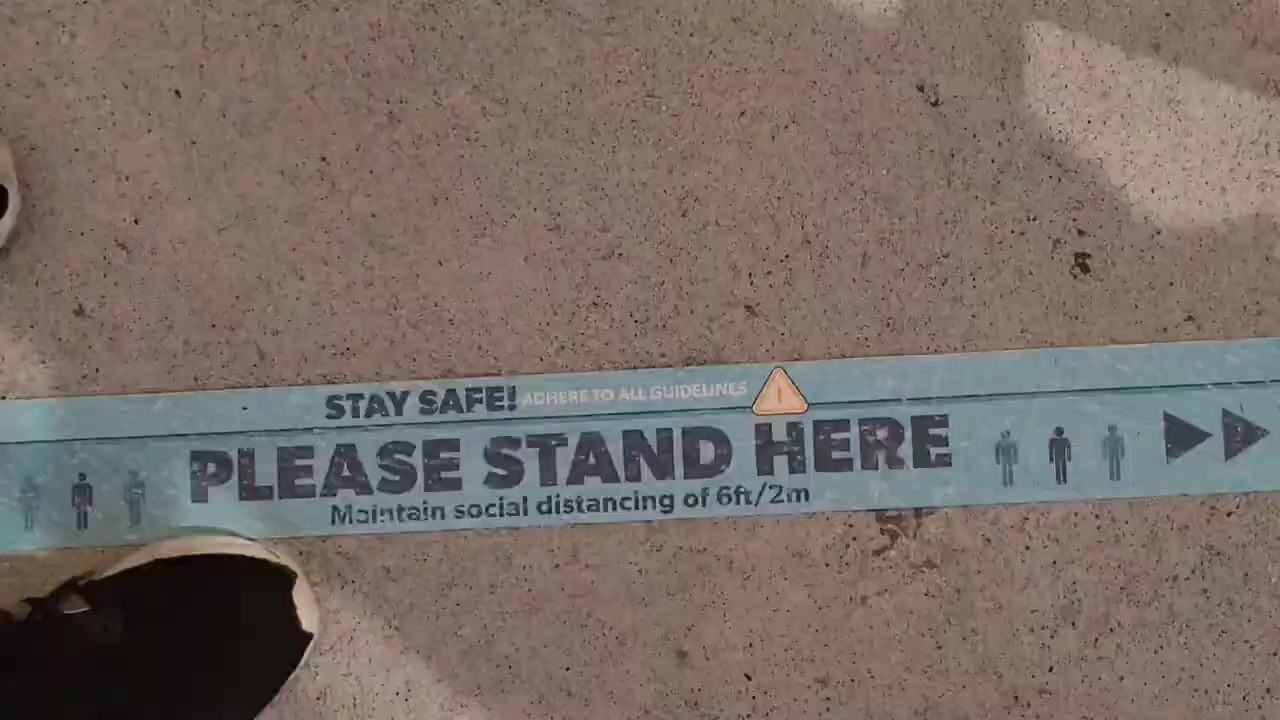 STAY SAFE! ADHERE TO ALL GUIDELINES
PLEASE STAND HERE
Maintain social distancing of 6ft/2m